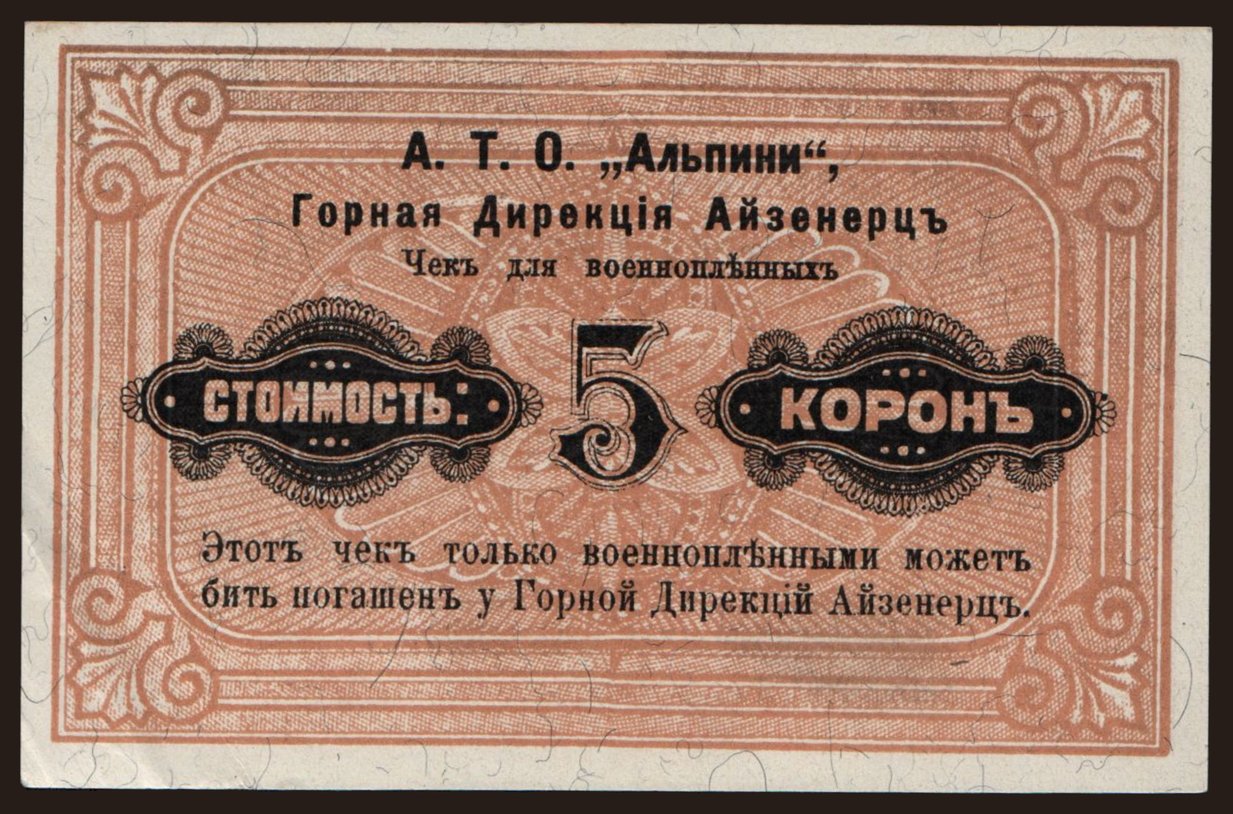 А. Т. О. „Альпини“,
Горная Дирекція Айзенерцъ
Чекъ для военноплѣнныхъ
СТОИМОСТЬ: 5 КОРОНЪ
Этотъ чекъ только военноплѣнными можетъ
бить погашенъ у Горной Дирекцій Айзенерцъ.